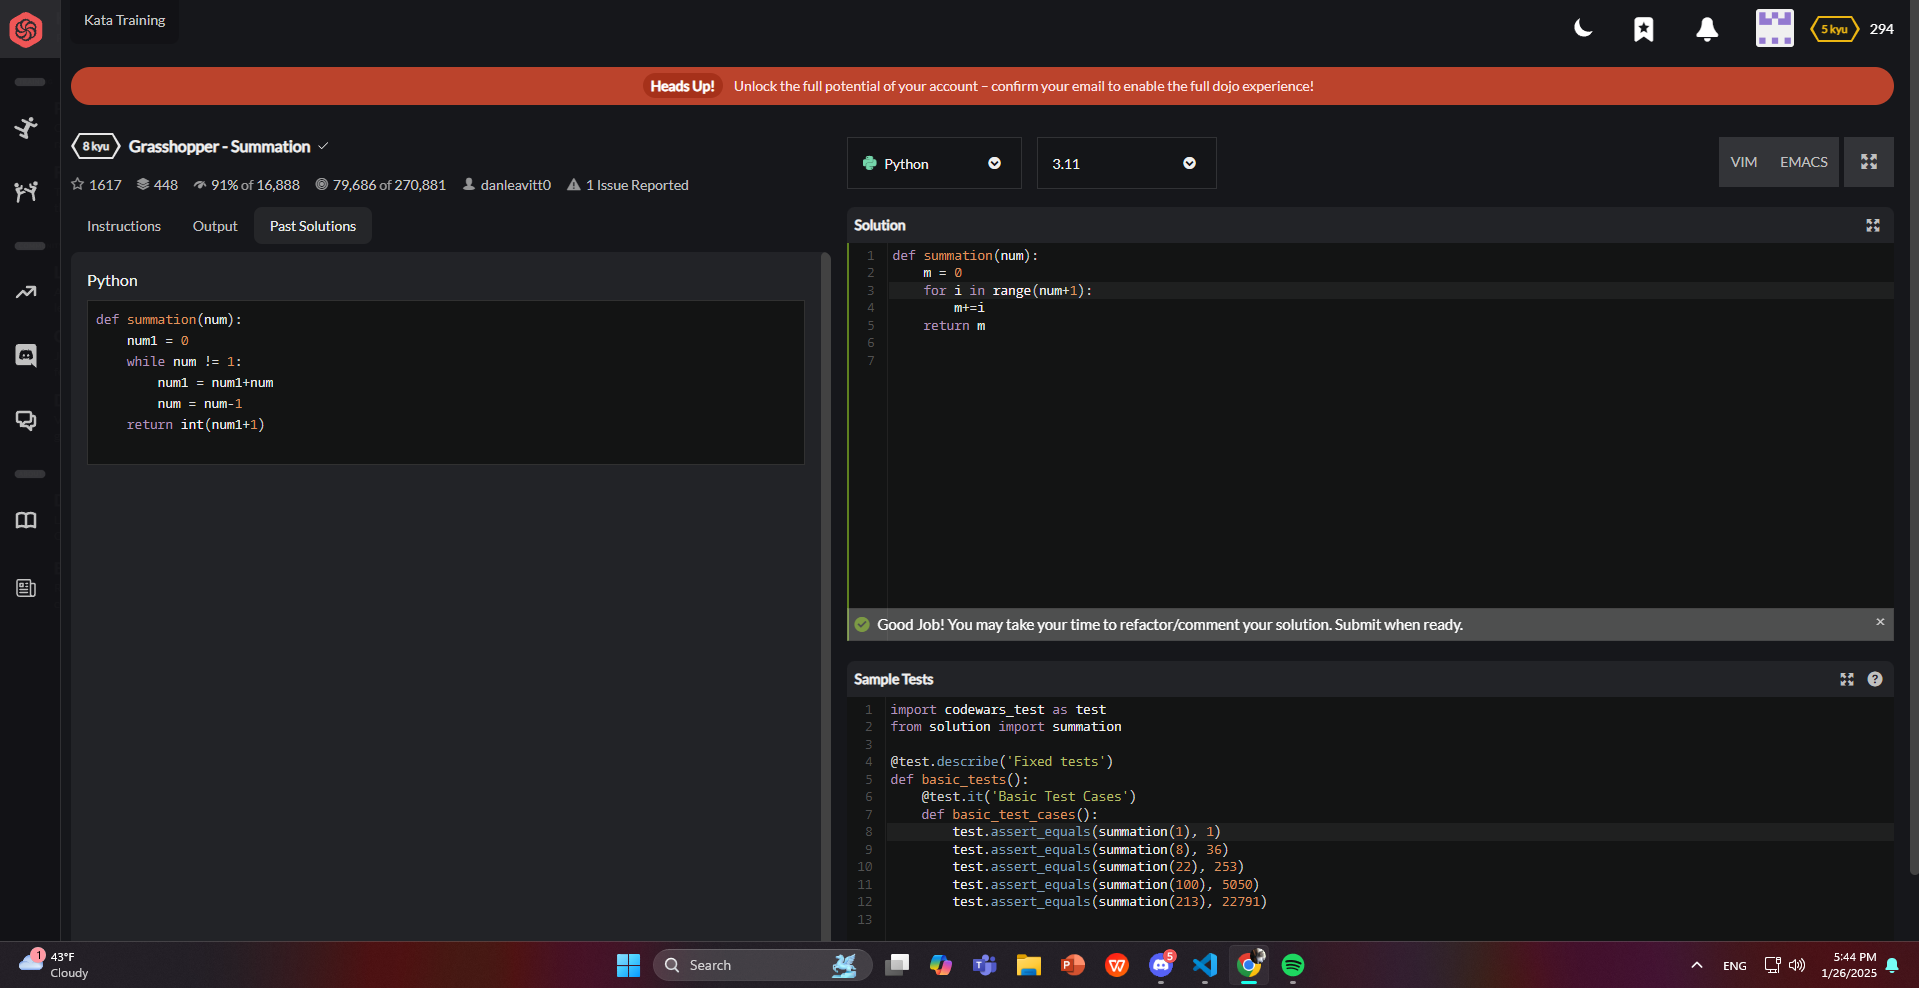 Kata Training
5 kyu 294
Heads Up! Unlock the full potential of your account – confirm your email to enable the full dojo experience!
8 kyu Grasshopper - Summation
1617 448 91% of 16,888 79,686 of 270,881 danleavitt0 1 Issue Reported
Instructions Output Past Solutions
Python
def summation(num):
    num1 = 0
    while num != 1:
        num1 = num1+num
        num = num-1
    return int(num1+1)
Python 3.11 VIM EMACS
Solution
1 def summation(num):
2     m = 0
3     for i in range(num+1):
4         m+=i
5     return m
6
7
Good Job! You may take your time to refactor/comment your solution. Submit when ready. ×
Sample Tests ?
1 import codewars_test as test
2 from solution import summation
3
4 @test.describe('Fixed tests')
5 def basic_tests():
6     @test.it('Basic Test Cases')
7     def basic_test_cases():
8         test.assert_equals(summation(1), 1)
9         test.assert_equals(summation(8), 36)
10         test.assert_equals(summation(22), 253)
11         test.assert_equals(summation(100), 5050)
12         test.assert_equals(summation(213), 22791)
13
1 43°F
Cloudy
Search
5
ENG
5:44 PM
1/26/2025